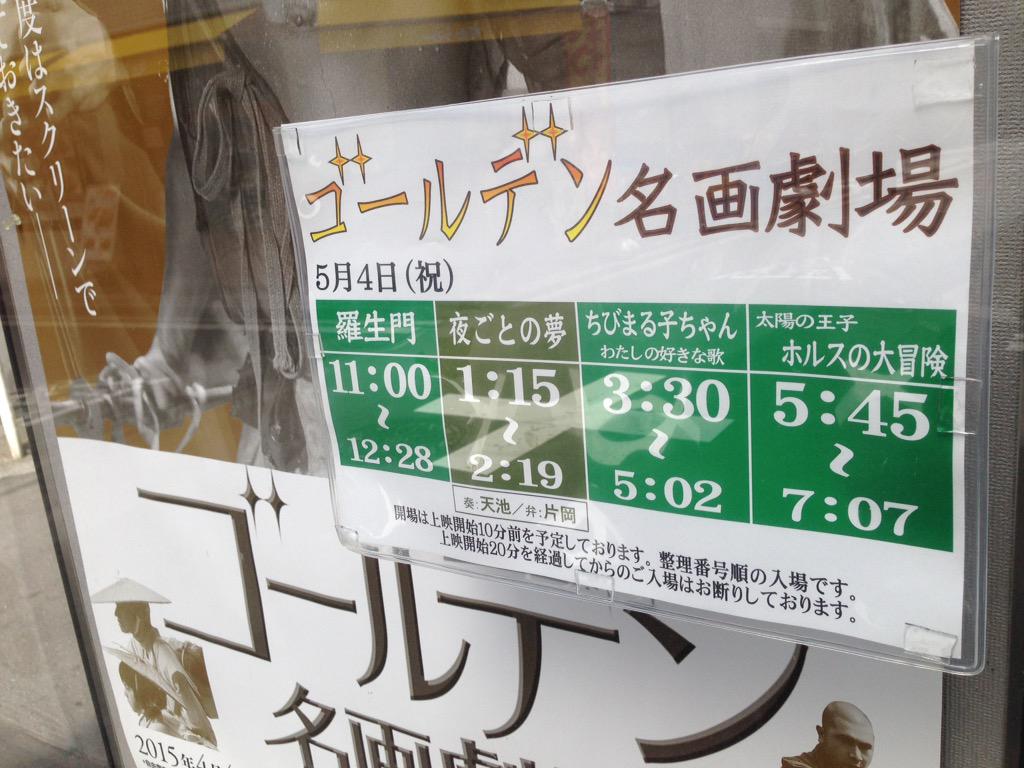 度はスクリーンで
おきたい――
ゴールデン名画劇場
5月4日(祝)
羅生門
11:00
~
12:28
夜ごとの夢
1:15
~
2:19
奏:天池/弁:片岡
ちびまる子ちゃん
わたしの好きな歌
3:30
~
5:02
太陽の王子
ホルスの大冒険
5:45
~
7:07
開場は上映開始10分前を予定しております。整理番号順の入場です。
上映開始20分を経過してからのご入場はお断りしております。
ゴールデン
名画劇
2015年4月